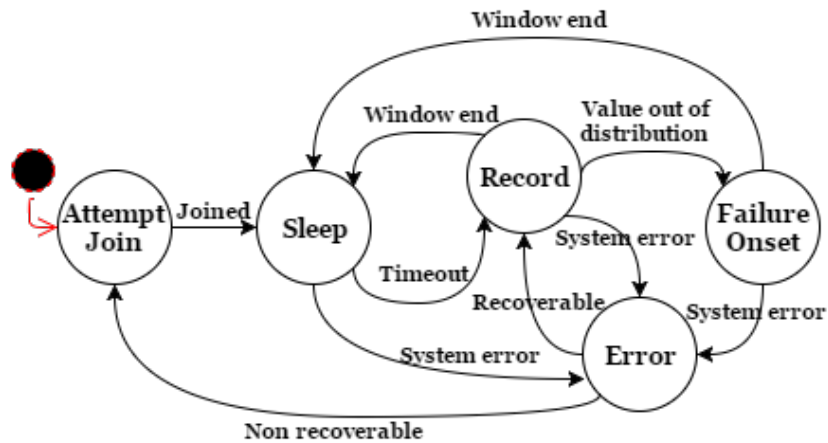 Window end
Window end
Value out of
distribution
Record
Attempt
Join
Joined
Sleep
Failure
Onset
System error
Timeout
Recoverable
System error
System error
Error
Non recoverable